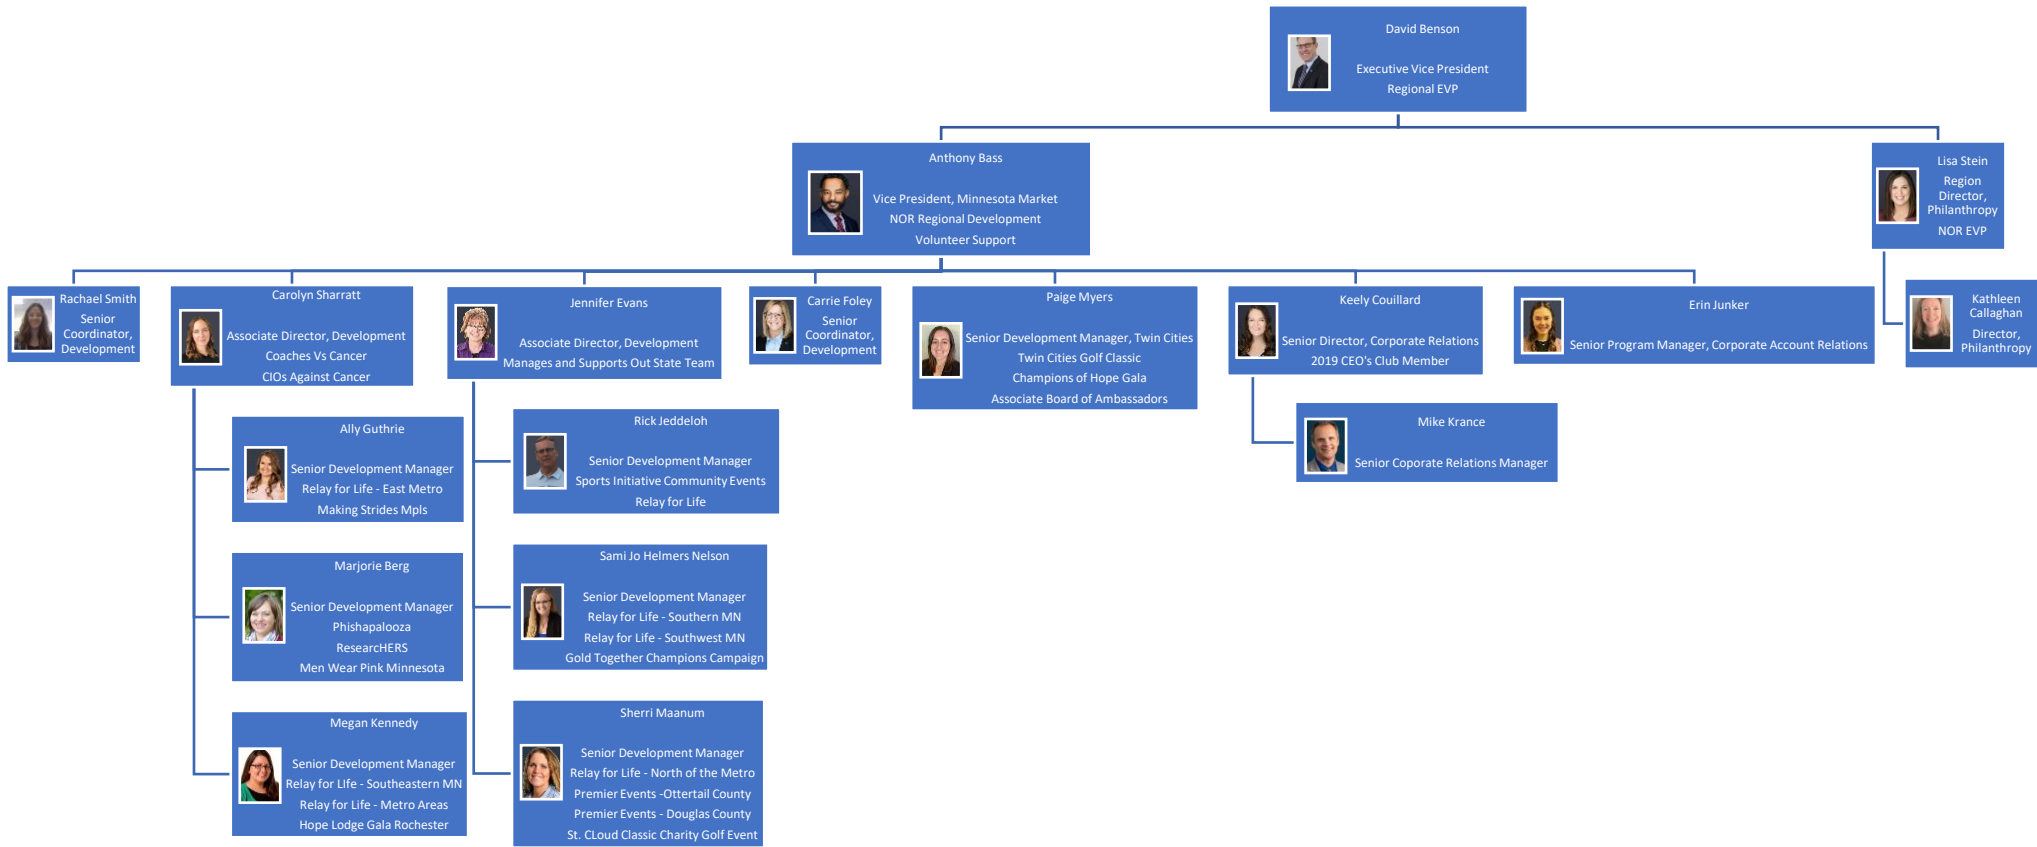 David Benson
Executive Vice President
Regional EVP
Anthony Bass
Vice President, Minnesota Market
NOR Regional Development
Volunteer Support
Lisa Stein
Region
Director,
Philanthropy
NOR EVP
Rachael Smith
Senior
Coordinator,
Development
Carolyn Sharratt
Associate Director, Development
Coaches Vs Cancer
CIOs Against Cancer
Jennifer Evans
Associate Director, Development
Manages and Supports Out State Team
Carrie Foley
Senior
Coordinator,
Development
Paige Myers
Senior Development Manager, Twin Cities
Twin Cities Golf Classic
Champions of Hope Gala
Associate Board of Ambassadors
Keely Couillard
Senior Director, Corporate Relations
2019 CEO's Club Member
Erin Junker
Senior Program Manager, Corporate Account Relations
Kathleen
Callaghan
Director,
Philanthropy
Ally Guthrie
Senior Development Manager
Relay for Life - East Metro
Making Strides Mpls
Rick Jeddeloh
Senior Development Manager
Sports Initiative Community Events
Relay for Life
Mike Krance
Senior Coporate Relations Manager
Marjorie Berg
Senior Development Manager
Phishapalooza
ResearcHERS
Men Wear Pink Minnesota
Sami Jo Helmers Nelson
Senior Development Manager
Relay for Life - Southern MN
Relay for Life - Southwest MN
Gold Together Champions Campaign
Megan Kennedy
Senior Development Manager
Relay for LIfe - Southeastern MN
Relay for Life - Metro Areas
Hope Lodge Gala Rochester
Sherri Maanum
Senior Development Manager
Relay for Life - North of the Metro
Premier Events -Ottertail County
Premier Events - Douglas County
St. CLoud Classic Charity Golf Event